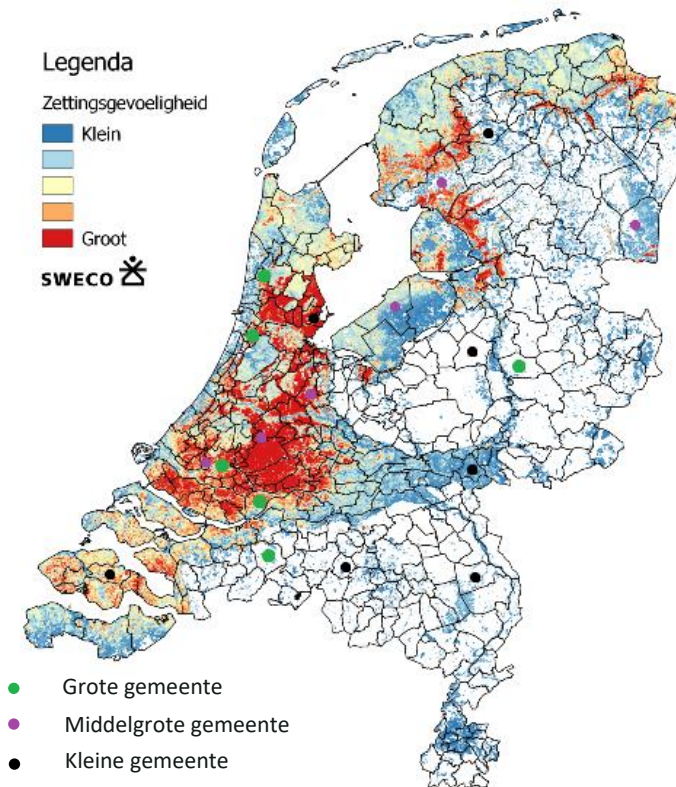 Legenda
Zettingsgevoeligheid
Klein
Groot
SWECO
Grote gemeente
Middelgrote gemeente
Kleine gemeente